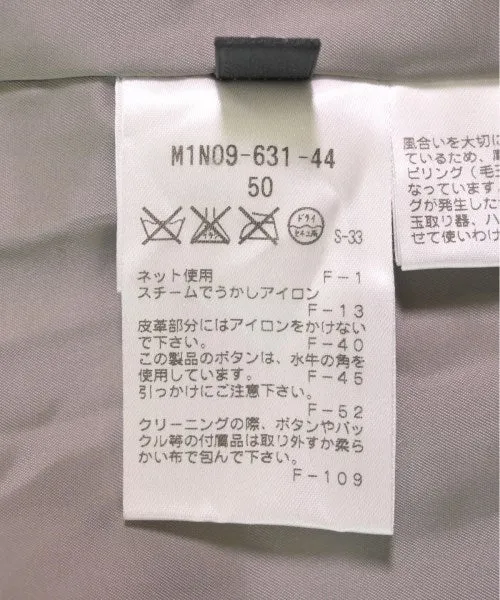 M1N09-631-44
50
ドライ
セキユ系
S-33
ネット使用 F-1
スチームでうかしアイロン
F-13
皮革部分にはアイロンをかけない
で下さい。 F-40
この製品のボタンは、水牛の角を
使用しています。 F-45
引っかけにご注意下さい。
F-52
クリーニングの際、ボタンやバッ
クル等の付属品は取り外すか柔ら
かい布で包んで下さい。
F-109
風合いを大切に
ているため、
ピリング(毛玉
なっています
グが発生した
玉取り器、ハ
せて使いわけ